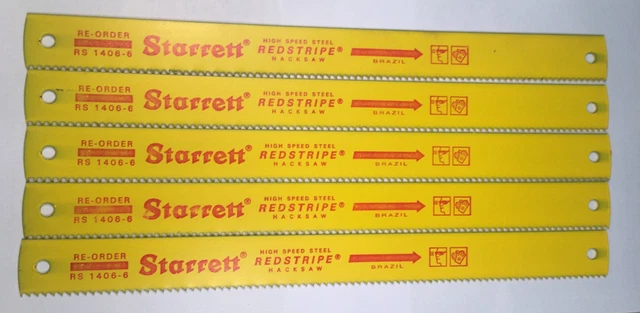 RE-ORDER
RS 1406-6
Starrett®
HIGH SPEED STEEL
REDSTRIPE®
HACKSAW
BRAZIL
RE-ORDER
RS 1406-6
Starrett®
HIGH SPEED STEEL
REDSTRIPE®
HACKSAW
BRAZIL
RE-ORDER
RS 1406-6
Starrett®
HIGH SPEED STEEL
REDSTRIPE®
HACKSAW
BRAZIL
RE-ORDER
RS 1406-6
Starrett®
HIGH SPEED STEEL
REDSTRIPE®
HACKSAW
BRAZIL
RE-ORDER
RS 1406-6
Starrett®
HIGH SPEED STEEL
REDSTRIPE®
HACKSAW
BRAZIL